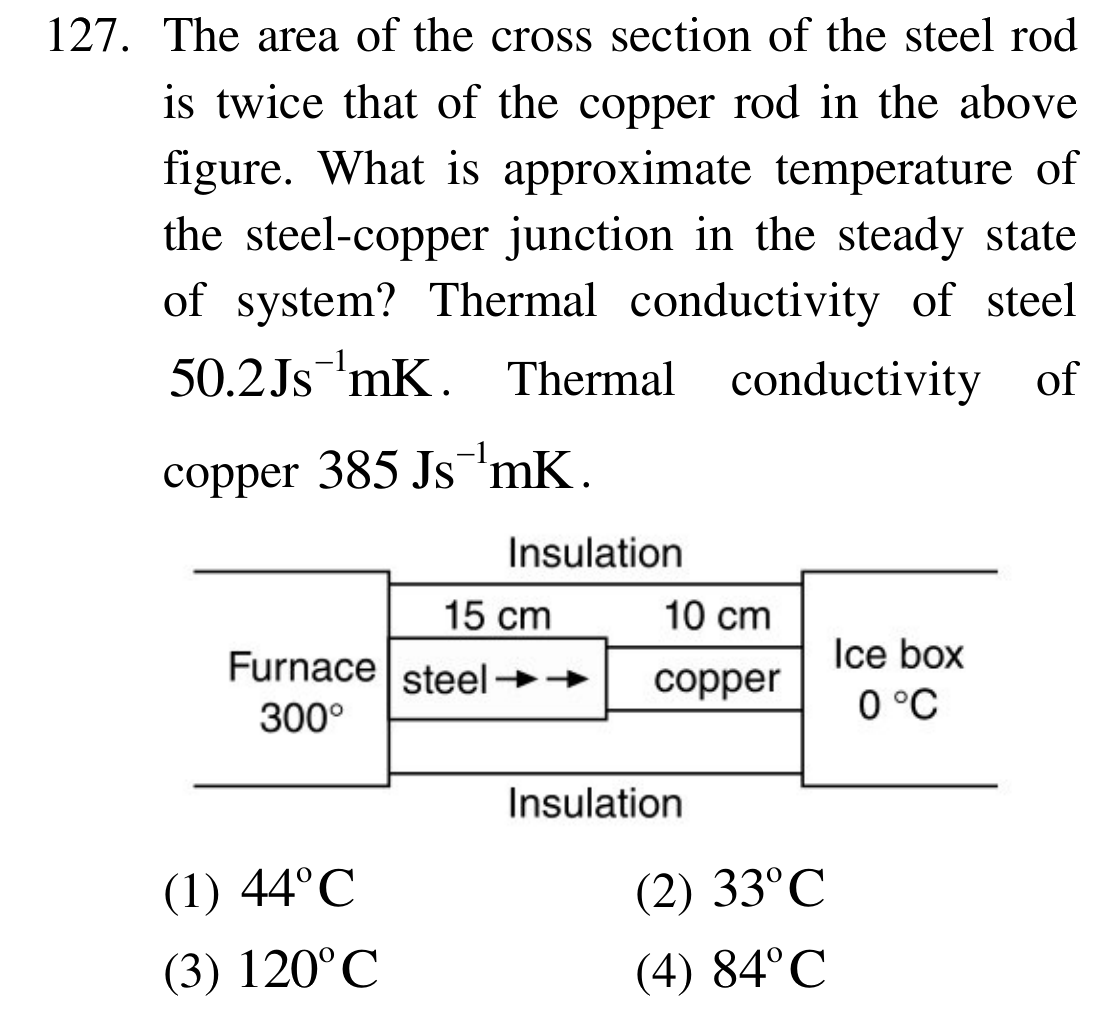 127. The area of the cross section of the steel rod
is twice that of the copper rod in the above
figure. What is approximate temperature of
the steel-copper junction in the steady state
of system? Thermal conductivity of steel
50.2Js⁻¹mK. Thermal conductivity of
copper 385 Js⁻¹mK.
Insulation
15 cm 10 cm
Furnace
300°
steel→→
copper
Ice box
0 °C
Insulation
(1) 44°C (2) 33°C
(3) 120°C (4) 84°C